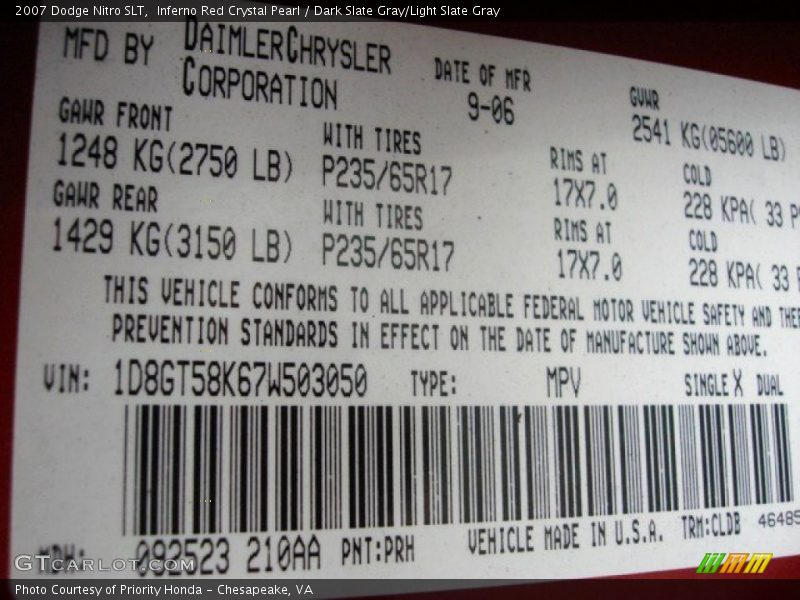 2007 Dodge Nitro SLT,  Inferno Red Crystal Pearl / Dark Slate Gray/Light Slate Gray
MFD BY DAIMLERCHRYSLER CORPORATION
DATE OF MFR
9-06
GVWR
2541 KG(05600 LB)
GAWR FRONT
1248 KG(2750 LB)
WITH TIRES
P235/65R17
RIMS AT
17X7.0
COLD
228 KPA( 33 P
GAWR REAR
1429 KG(3150 LB)
WITH TIRES
P235/65R17
RIMS AT
17X7.0
COLD
228 KPA( 33
THIS VEHICLE CONFORMS TO ALL APPLICABLE FEDERAL MOTOR VEHICLE SAFETY AND THE
PREVENTION STANDARDS IN EFFECT ON THE DATE OF MANUFACTURE SHOWN ABOVE.
VIN: 1D8GT58K67W503050 TYPE: MPV SINGLE X DUAL
MDH: 092523 210AA PNT:PRH VEHICLE MADE IN U.S.A. TRM:CLDB 46485
GTCARLOT.COM
Photo Courtesy of Priority Honda - Chesapeake, VA